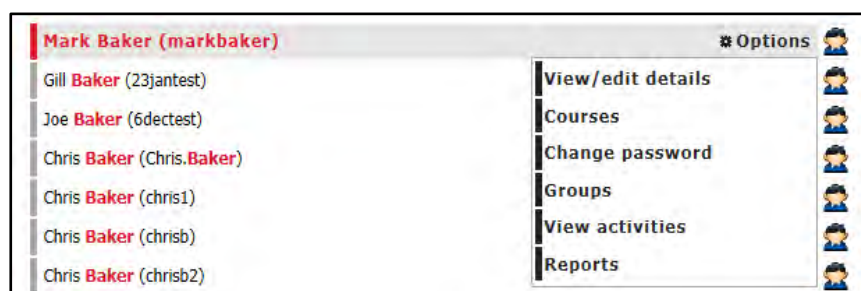 Mark Baker (markbaker)
Options
Gill Baker (23jantest)
Joe Baker (6dectest)
Chris Baker (Chris.Baker)
Chris Baker (chris1)
Chris Baker (chrisb)
Chris Baker (chrisb2)
View/edit details
Courses
Change password
Groups
View activities
Reports